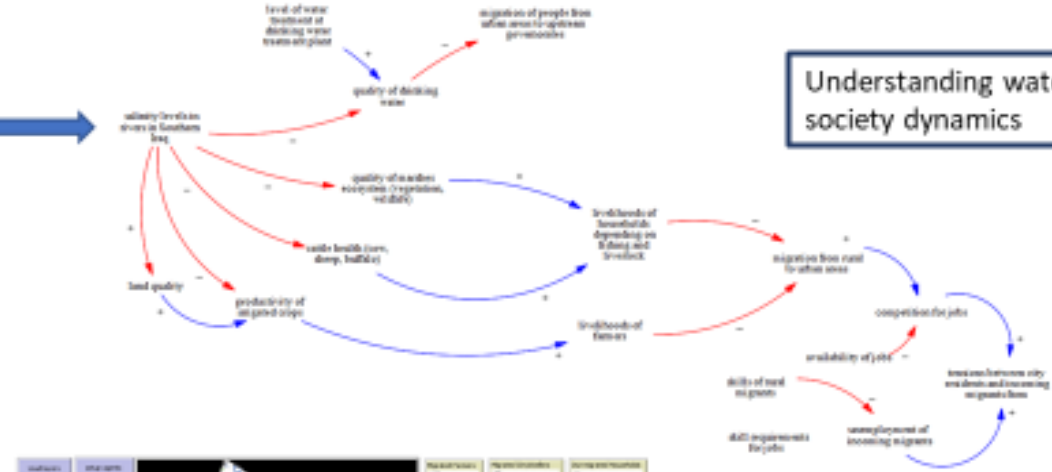 level of water
treatment at
drinking water
treatment plant
migration of people from
urban areas to upstream
governorates
quality of drinking
water
Understanding wate
society dynamics
salinity levels in
rivers in Southern
Iraq
quality of marshes
ecosystem (vegetation,
wildlife)
livelihoods of
households
depending on
fishing and
livestock
cattle health (cow,
sheep, buffalo)
migration from rural
to urban areas
land quality
productivity of
irrigated crops
livelihoods of
farmers
competition for jobs
availability of jobs
skills of rural
migrants
tensions between city
residents and incoming
migrants from
skill requirements
for jobs
unemployment of
incoming migrants